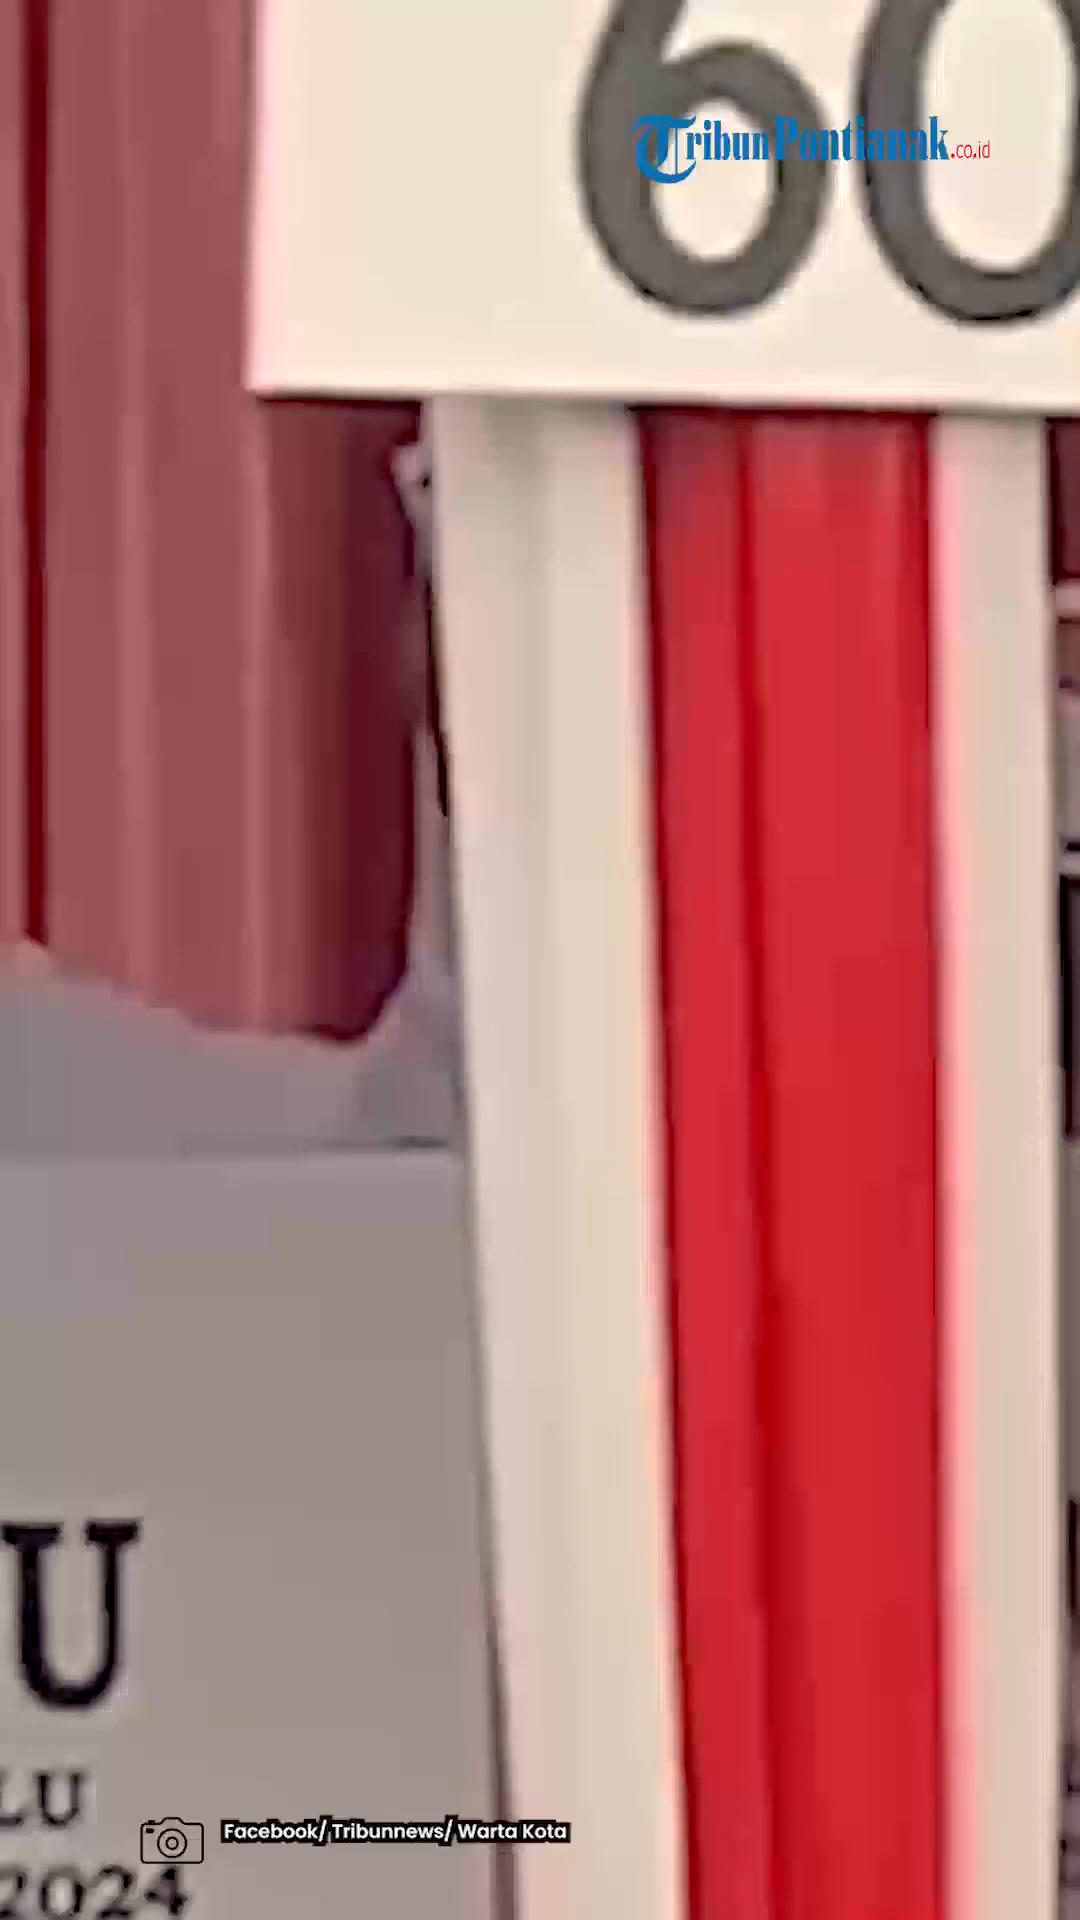 60
TribunPontianak.co.id
U
LU
2024
Facebook/ Tribunnews/ Warta Kota